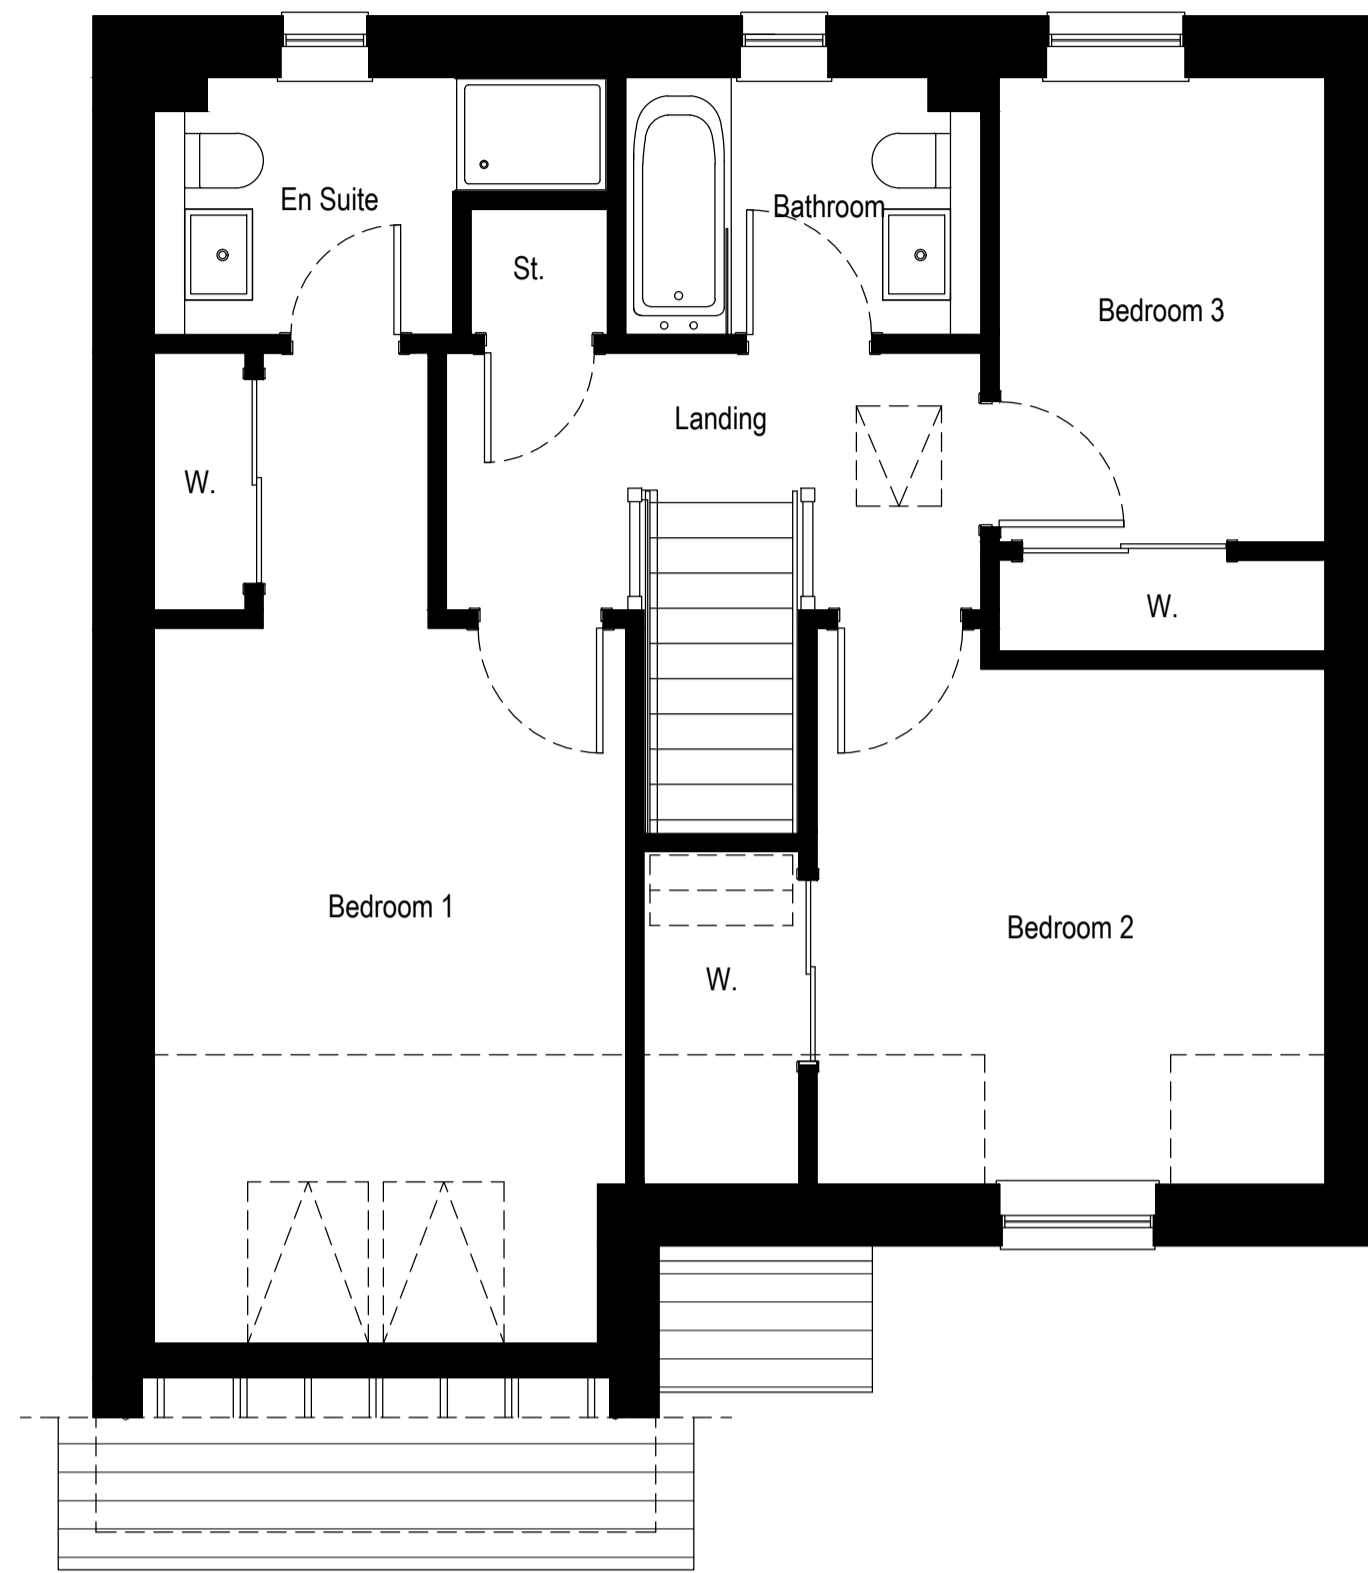 En Suite
Bathroom
St.
Bedroom 3
Landing
W.
W.
Bedroom 1
Bedroom 2
W.